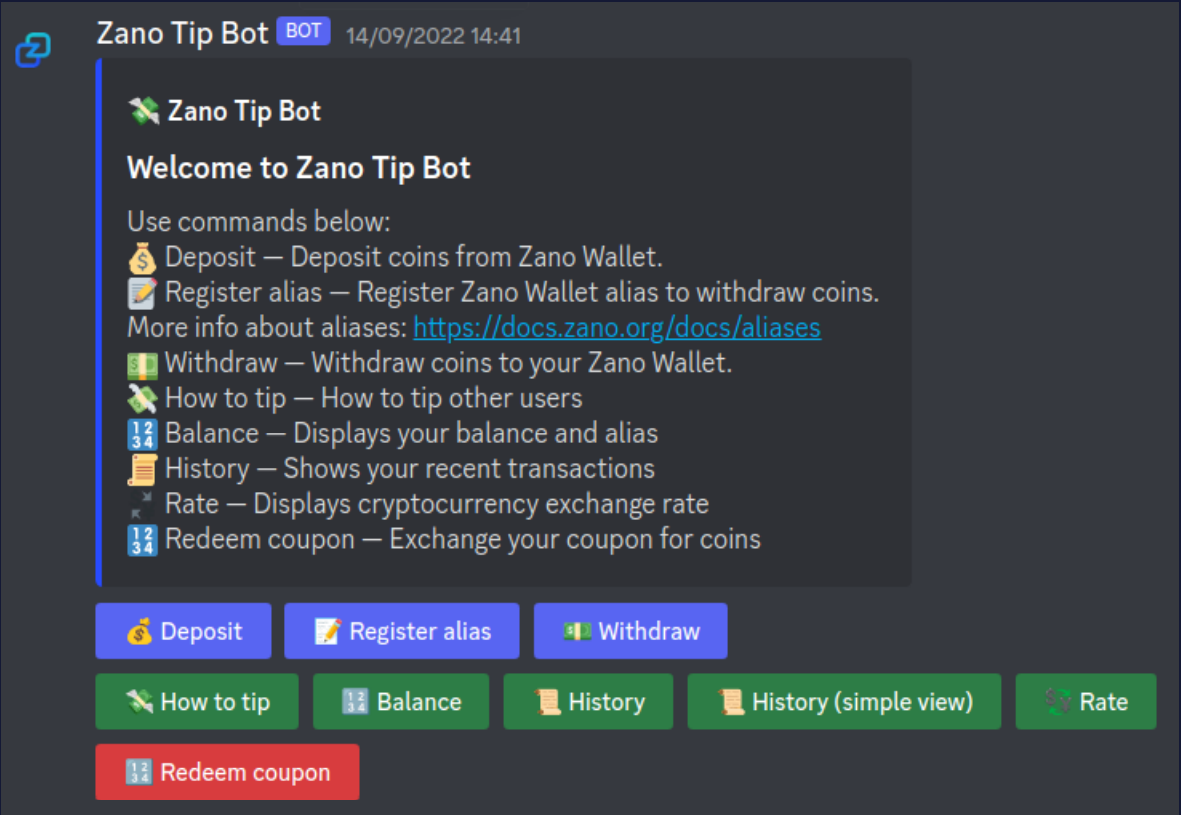 Zano Tip Bot BOT 14/09/2022 14:41
💸 Zano Tip Bot
Welcome to Zano Tip Bot
Use commands below:
💰 Deposit — Deposit coins from Zano Wallet.
📝 Register alias — Register Zano Wallet alias to withdraw coins.
More info about aliases: https://docs.zano.org/docs/aliases
💵 Withdraw — Withdraw coins to your Zano Wallet.
💸 How to tip — How to tip other users
🔢 Balance — Displays your balance and alias
📜 History — Shows your recent transactions
Rate — Displays cryptocurrency exchange rate
🔢 Redeem coupon — Exchange your coupon for coins
💰 Deposit 📝 Register alias 💵 Withdraw
💸 How to tip 🔢 Balance 📜 History 📜 History (simple view) 💱 Rate
🔢 Redeem coupon